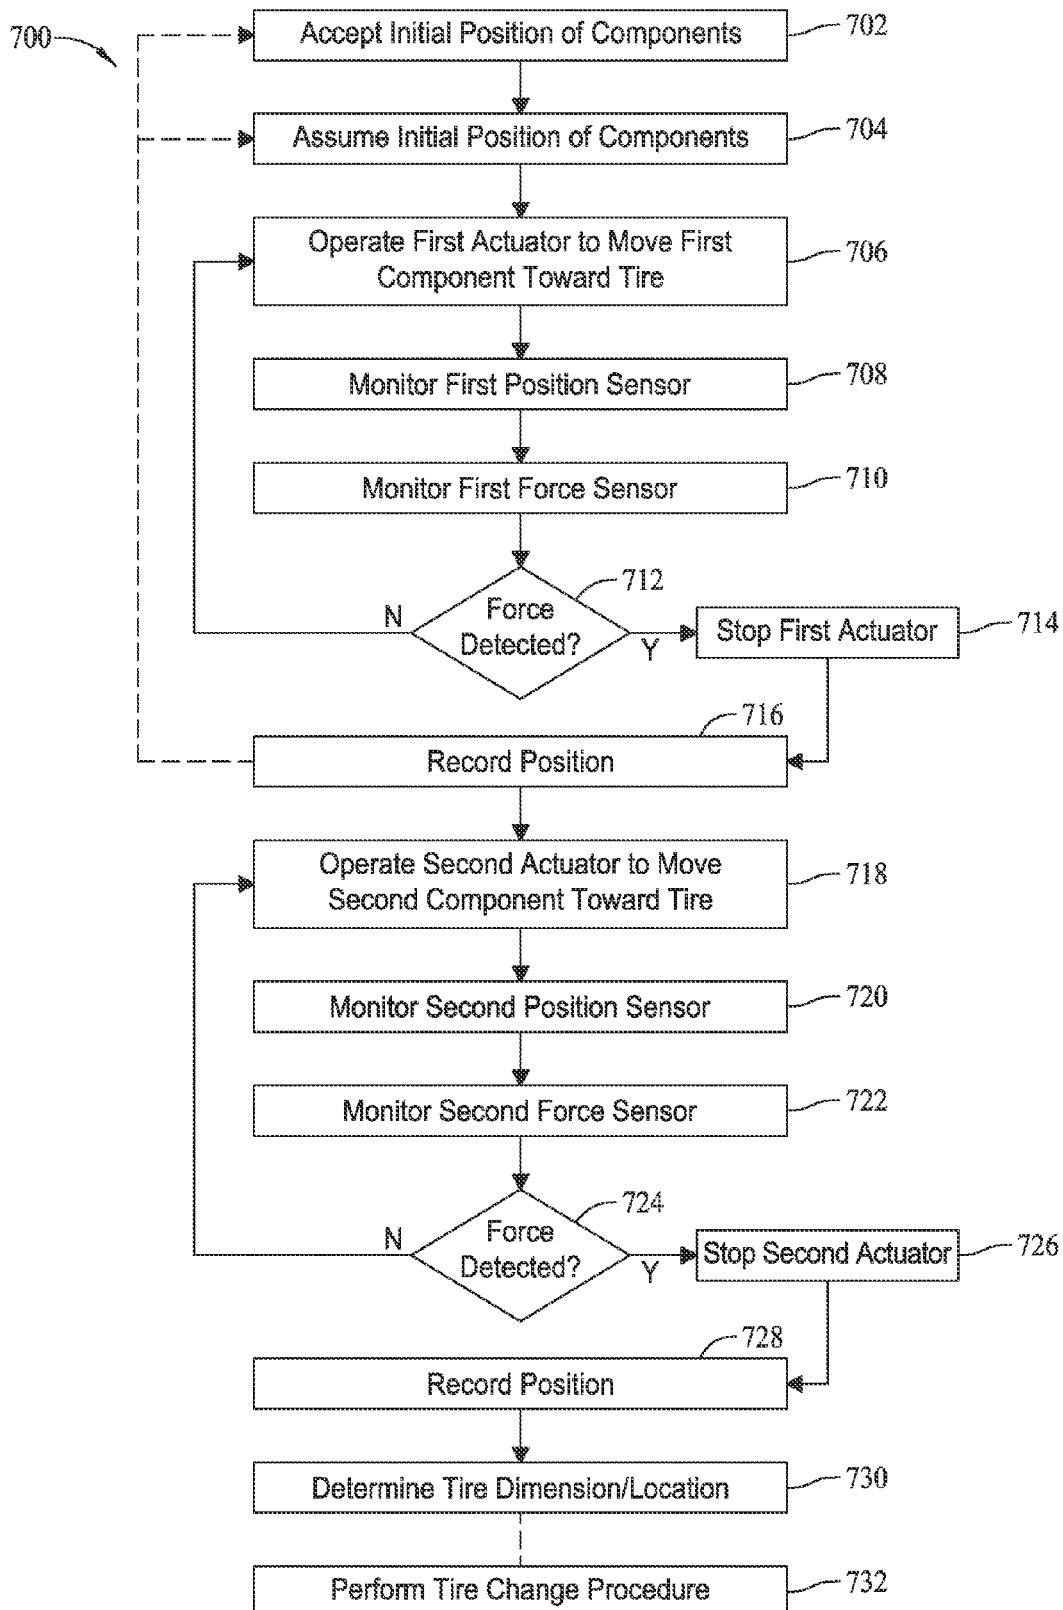 700
Accept Initial Position of Components
702
Assume Initial Position of Components
704
Operate First Actuator to Move First
Component Toward Tire
706
Monitor First Position Sensor
708
Monitor First Force Sensor
710
Force
Detected?
712
N
Y
Stop First Actuator
714
716
Record Position
Operate Second Actuator to Move
Second Component Toward Tire
718
Monitor Second Position Sensor
720
Monitor Second Force Sensor
722
Force
Detected?
724
N
Y
Stop Second Actuator
726
728
Record Position
Determine Tire Dimension/Location
730
Perform Tire Change Procedure
732